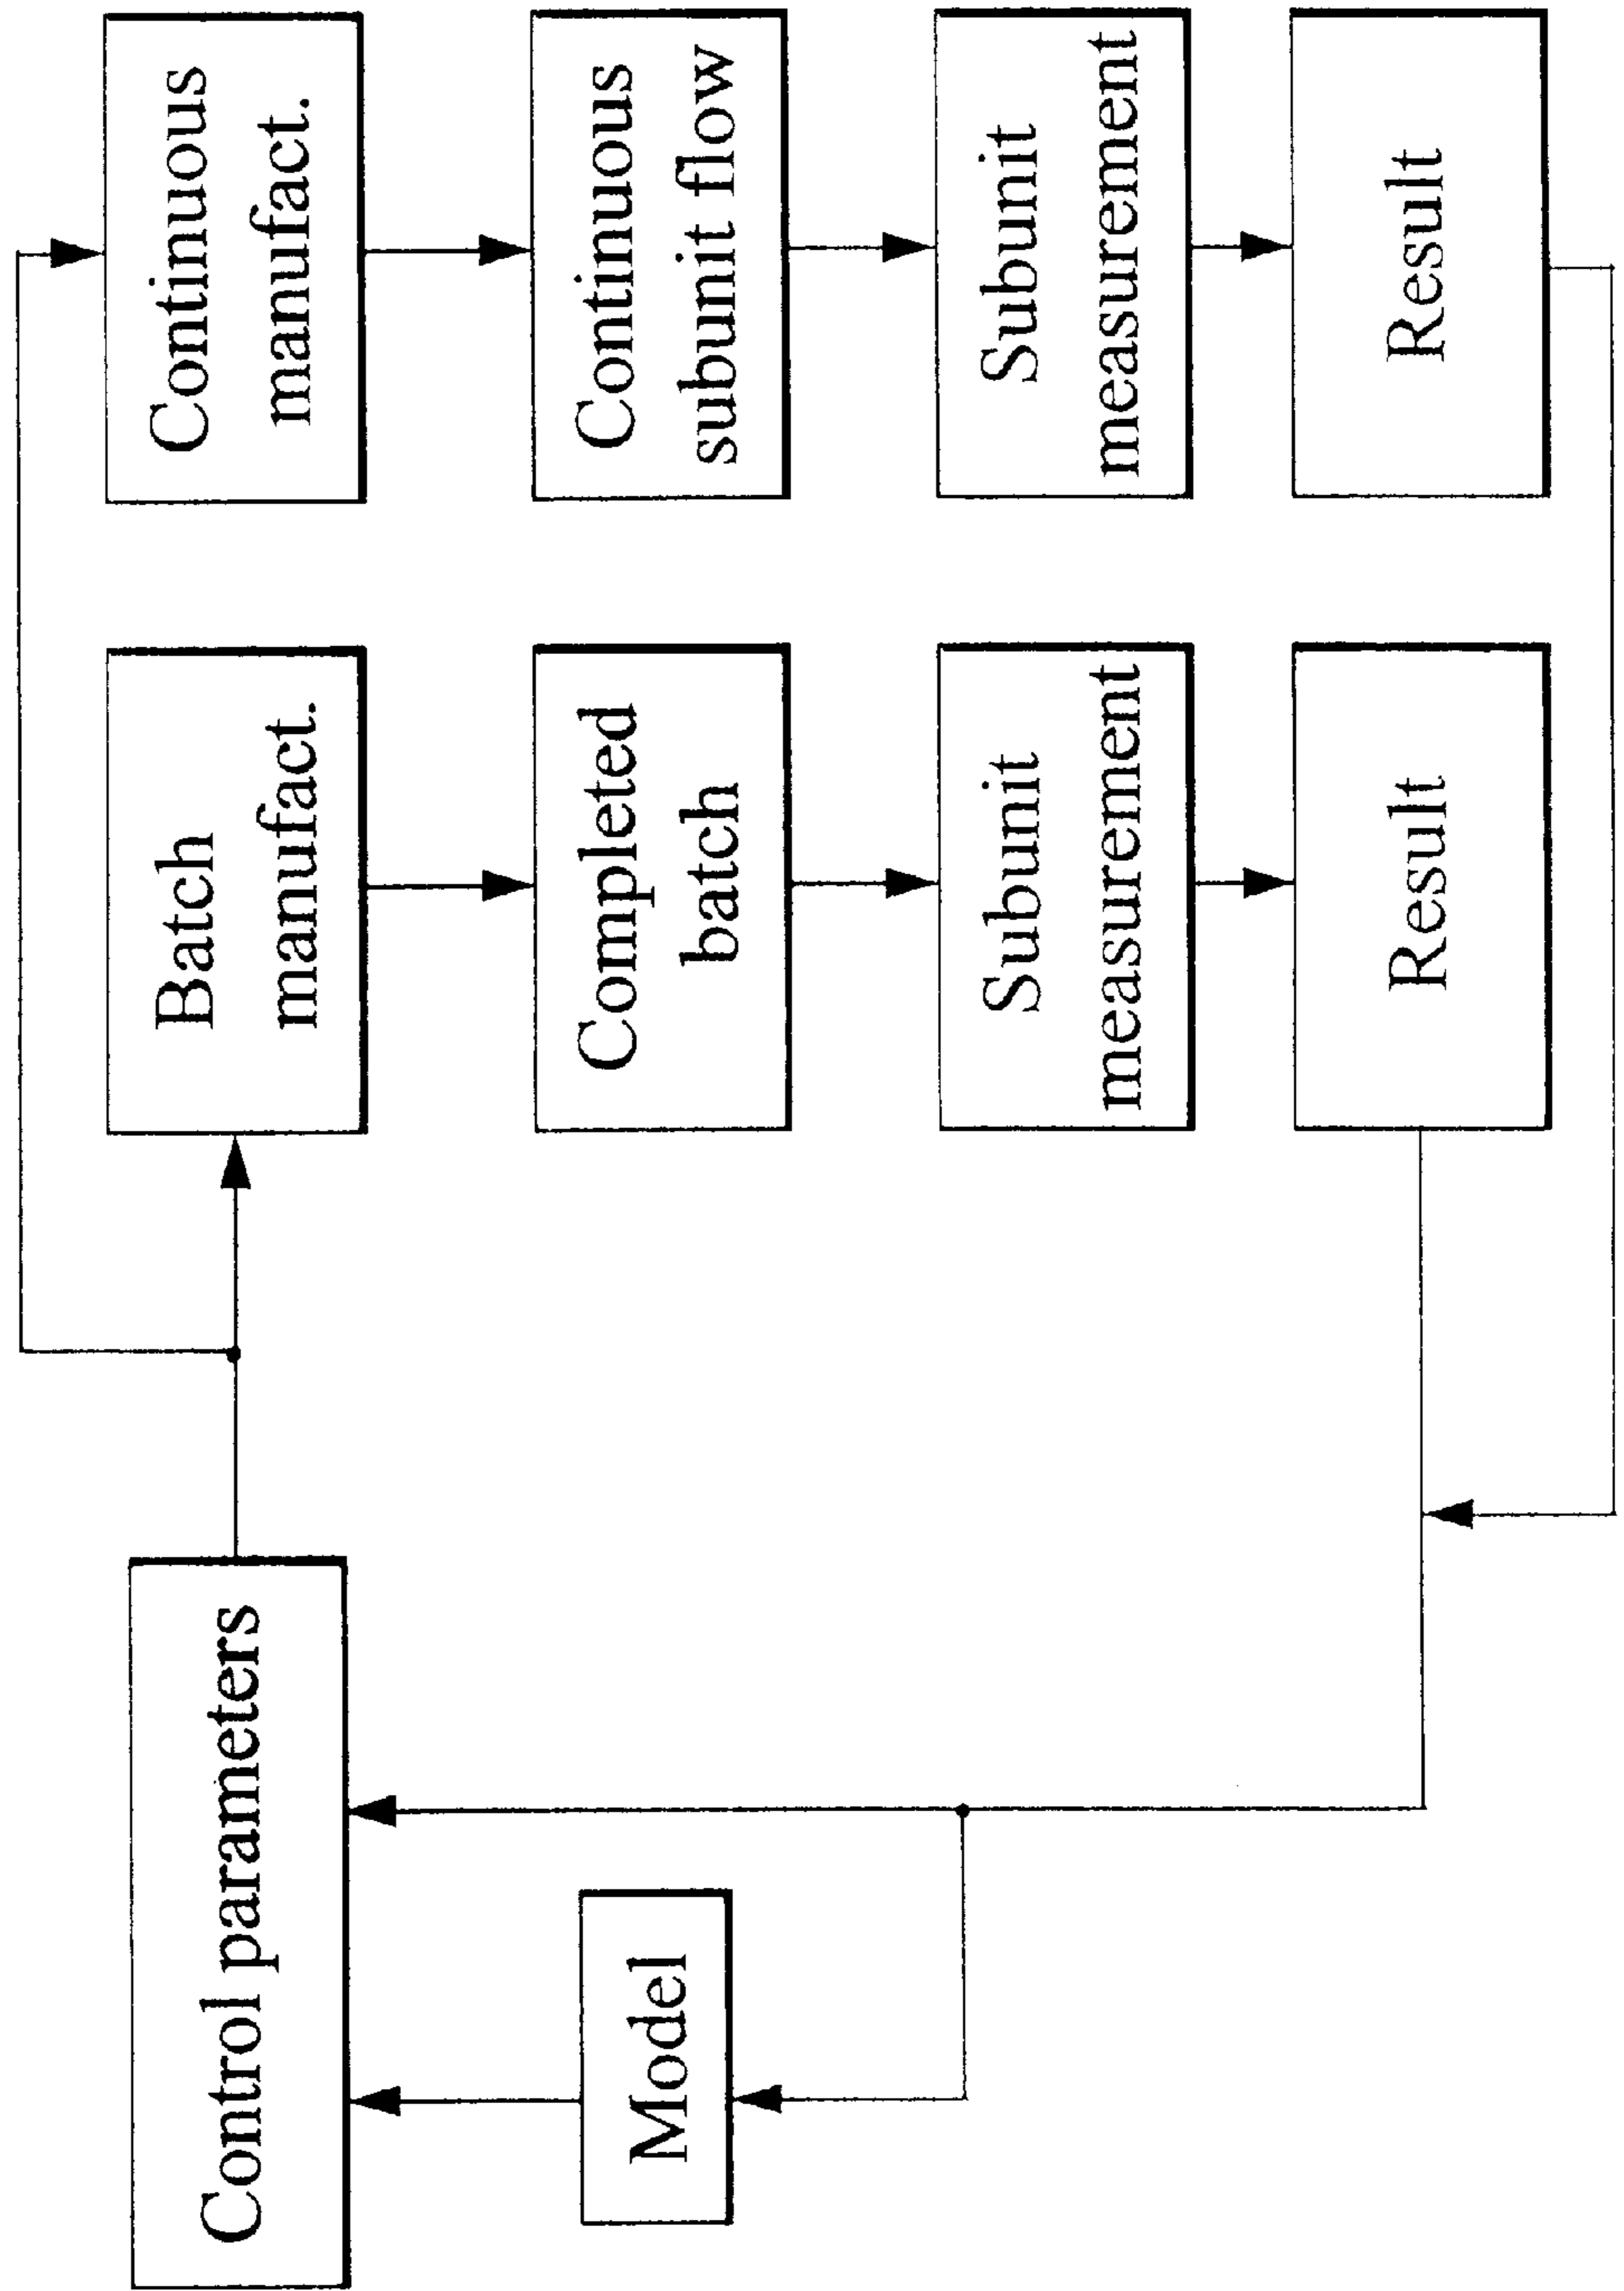 Control parameters
Batch
manufact.
Continuous
manufact.
Model
Completed
batch
Continuous
subunit flow
Subunit
measurement
Subunit
measurement
Result
Result